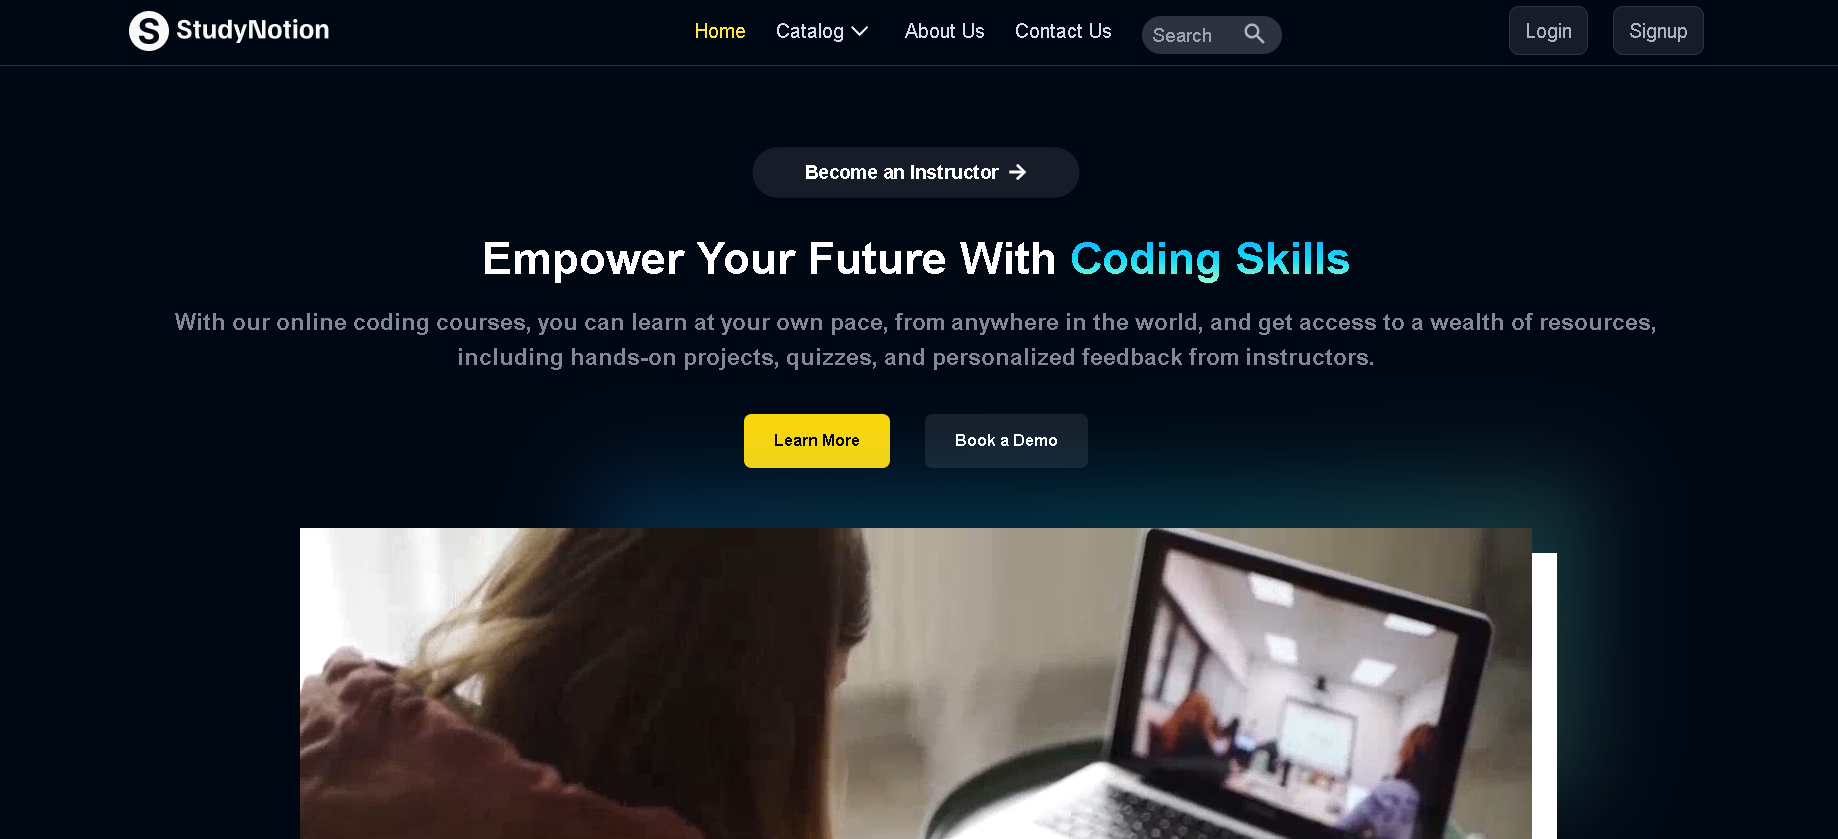 S StudyNotion
Home Catalog About Us Contact Us Search Login Signup
Become an Instructor →
Empower Your Future With Coding Skills
With our online coding courses, you can learn at your own pace, from anywhere in the world, and get access to a wealth of resources,
including hands-on projects, quizzes, and personalized feedback from instructors.
Learn More Book a Demo